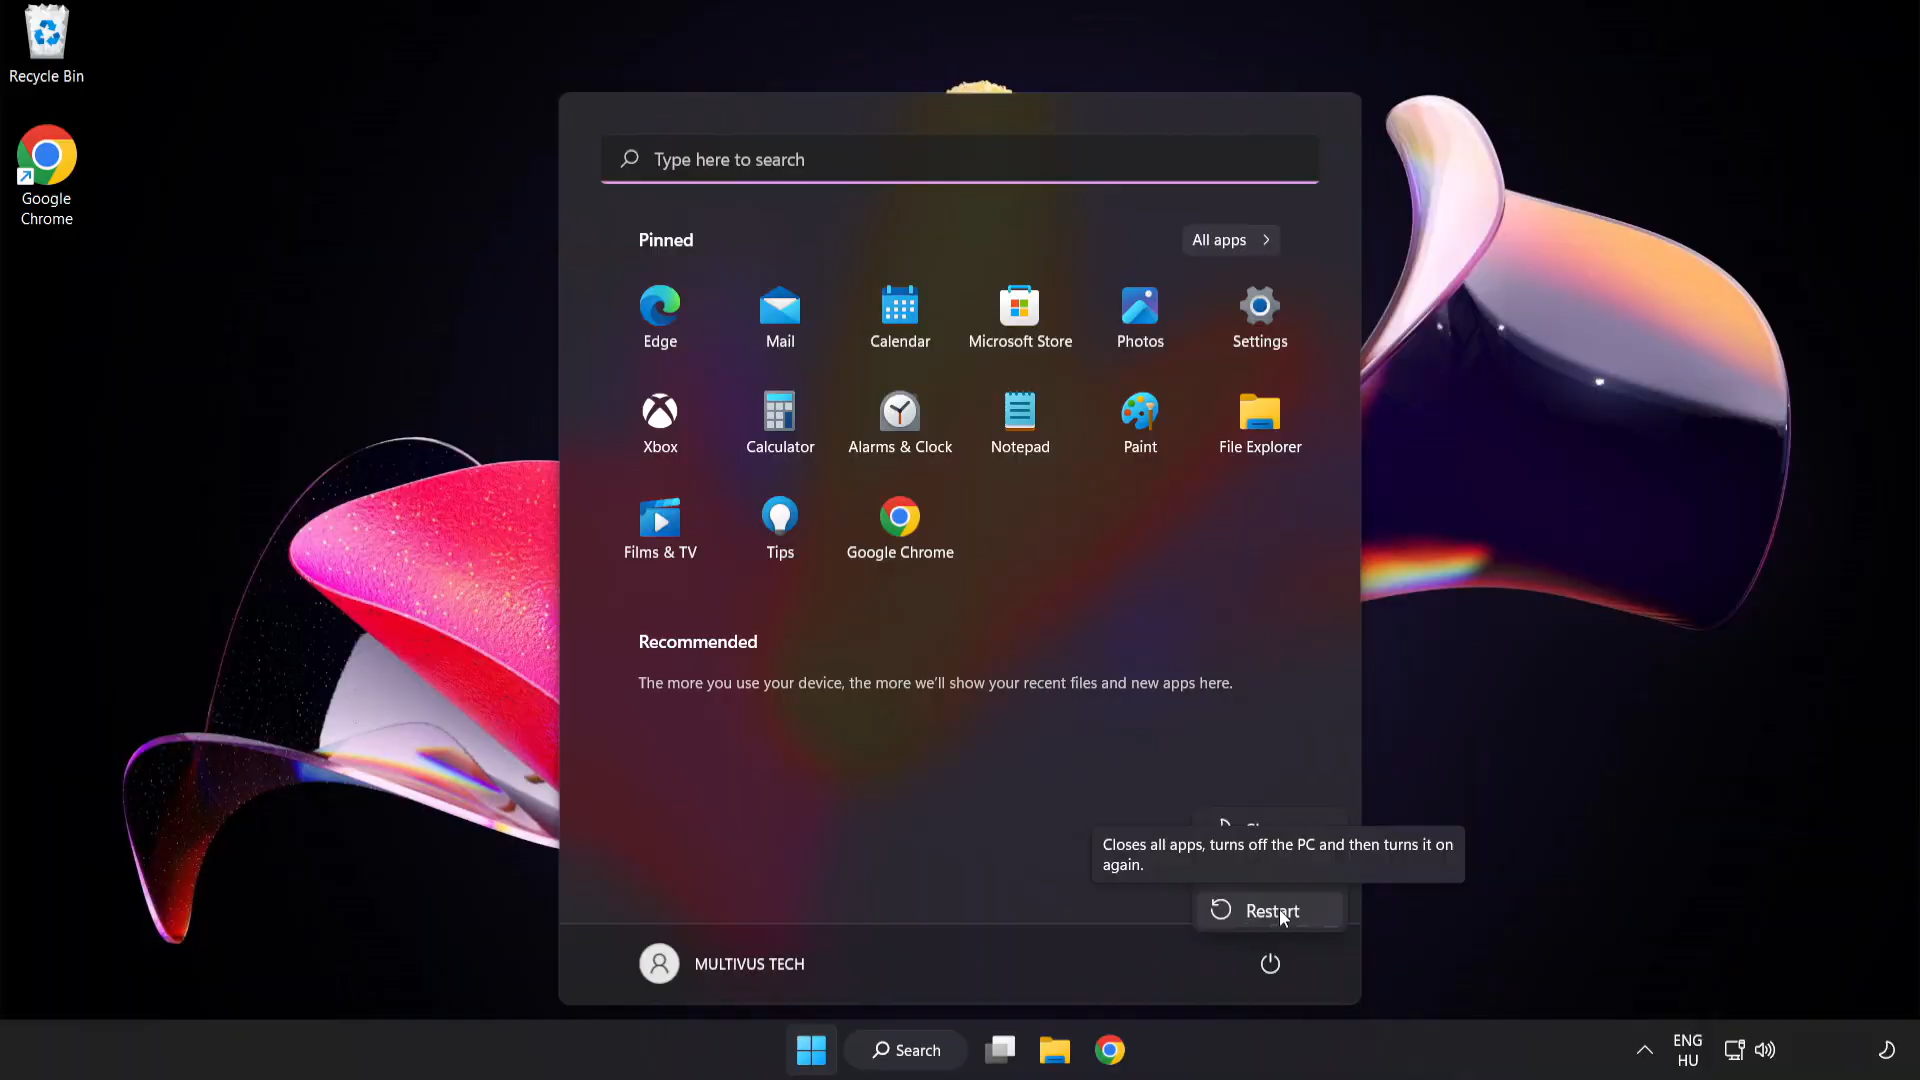 Recycle Bin
Google
Chrome
Type here to search
Pinned
All apps
Edge
Mail
Calendar
Microsoft Store
Photos
Settings
Xbox
Calculator
Alarms & Clock
Notepad
Paint
File Explorer
Films & TV
Tips
Google Chrome
Recommended
The more you use your device, the more we'll show your recent files and new apps here.
Closes all apps, turns off the PC and then turns it on
again.
Restart
MULTIVUS TECH
Search
ENG
HU